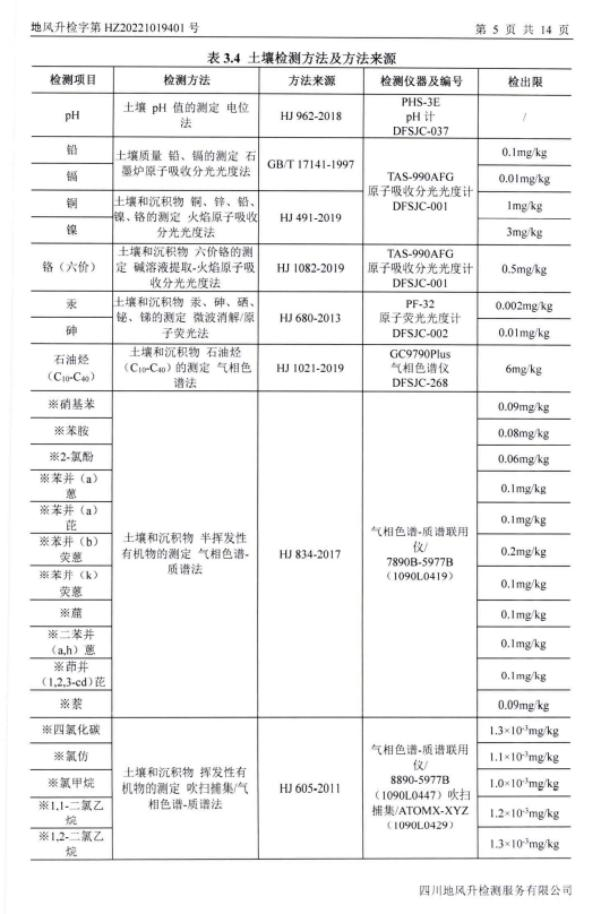 地风升检字第 HZ20221019401 号
第 5 页 共 14 页
表 3.4 土壤检测方法及方法来源
检测项目 检测方法 方法来源 检测仪器及编号 检出限
pH
土壤 pH 值的测定 电位
法
HJ 962-2018
PHS-3E
pH 计
DFSJC-037
/
铅
镉
土壤质量 铅、镉的测定 石
墨炉原子吸收分光光度法
GB/T 17141-1997
0.1mg/kg
0.01mg/kg
TAS-990AFG
原子吸收分光光度计
DFSJC-001
铜
镍
土壤和沉积物 铜、锌、铅、
镍、铬的测定 火焰原子吸收
分光光度法
HJ 491-2019
1mg/kg
3mg/kg
铬（六价）
土壤和沉积物 六价铬的测
定 碱溶液提取-火焰原子吸
收分光光度法
HJ 1082-2019
TAS-990AFG
原子吸收分光光度计
DFSJC-001
0.5mg/kg
汞
砷
土壤和沉积物 汞、砷、硒、
铋、锑的测定 微波消解/原
子荧光法
HJ 680-2013
PF-32
原子荧光光度计
DFSJC-002
0.002mg/kg
0.01mg/kg
石油烃
（C10-C40）
土壤和沉积物 石油烃
（C10-C40）的测定 气相色
谱法
HJ 1021-2019
GC9790Plus
气相色谱仪
DFSJC-268
6mg/kg
※硝基苯
0.09mg/kg
※苯胺
0.08mg/kg
※2-氯酚
0.06mg/kg
※苯并（a）
蒽
0.1mg/kg
※苯并（a）
芘
0.1mg/kg
※苯并（b）
荧蒽
0.2mg/kg
※苯并（k）
荧蒽
0.1mg/kg
※䓛
0.1mg/kg
※二苯并
（a,h）蒽
0.1mg/kg
※茚并
（1,2,3-cd）芘
0.1mg/kg
※萘
0.09mg/kg
土壤和沉积物 半挥发性
有机物的测定 气相色谱-
质谱法
HJ 834-2017
气相色谱-质谱联用
仪/
7890B-5977B
（1090L0419）
※四氯化碳
1.3×10-3mg/kg
※氯仿
1.1×10-3mg/kg
※氯甲烷
1.0×10-3mg/kg
※1,1-二氯乙
烷
1.2×10-3mg/kg
※1,2-二氯乙
烷
1.3×10-3mg/kg
土壤和沉积物 挥发性有
机物的测定 吹扫捕集/气
相色谱-质谱法
HJ 605-2011
气相色谱-质谱联用
仪/
8890-5977B
（1090L0447）吹扫
捕集/ATOMX-XYZ
（1090L0429）
四川地风升检测服务有限公司